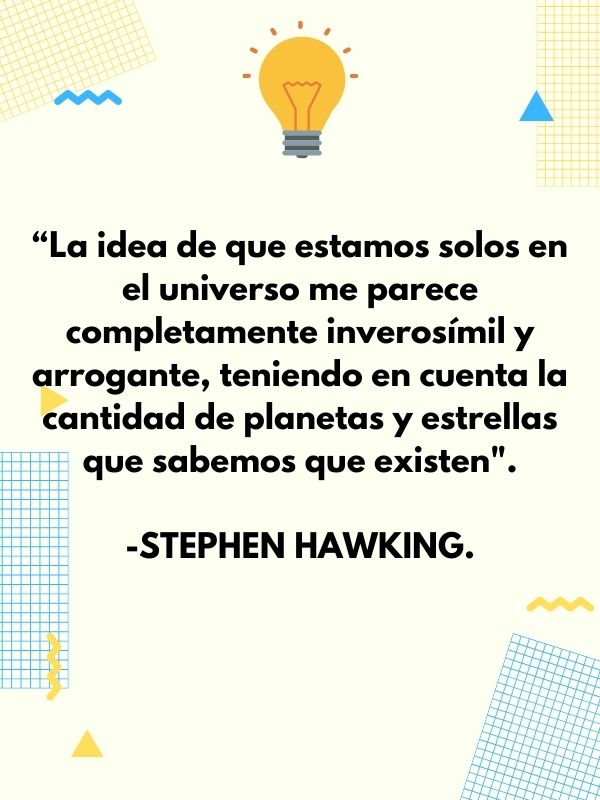 “La idea de que estamos solos en
el universo me parece
completamente inverosímil y
arrogante, teniendo en cuenta la
cantidad de planetas y estrellas
que sabemos que existen".
-STEPHEN HAWKING.